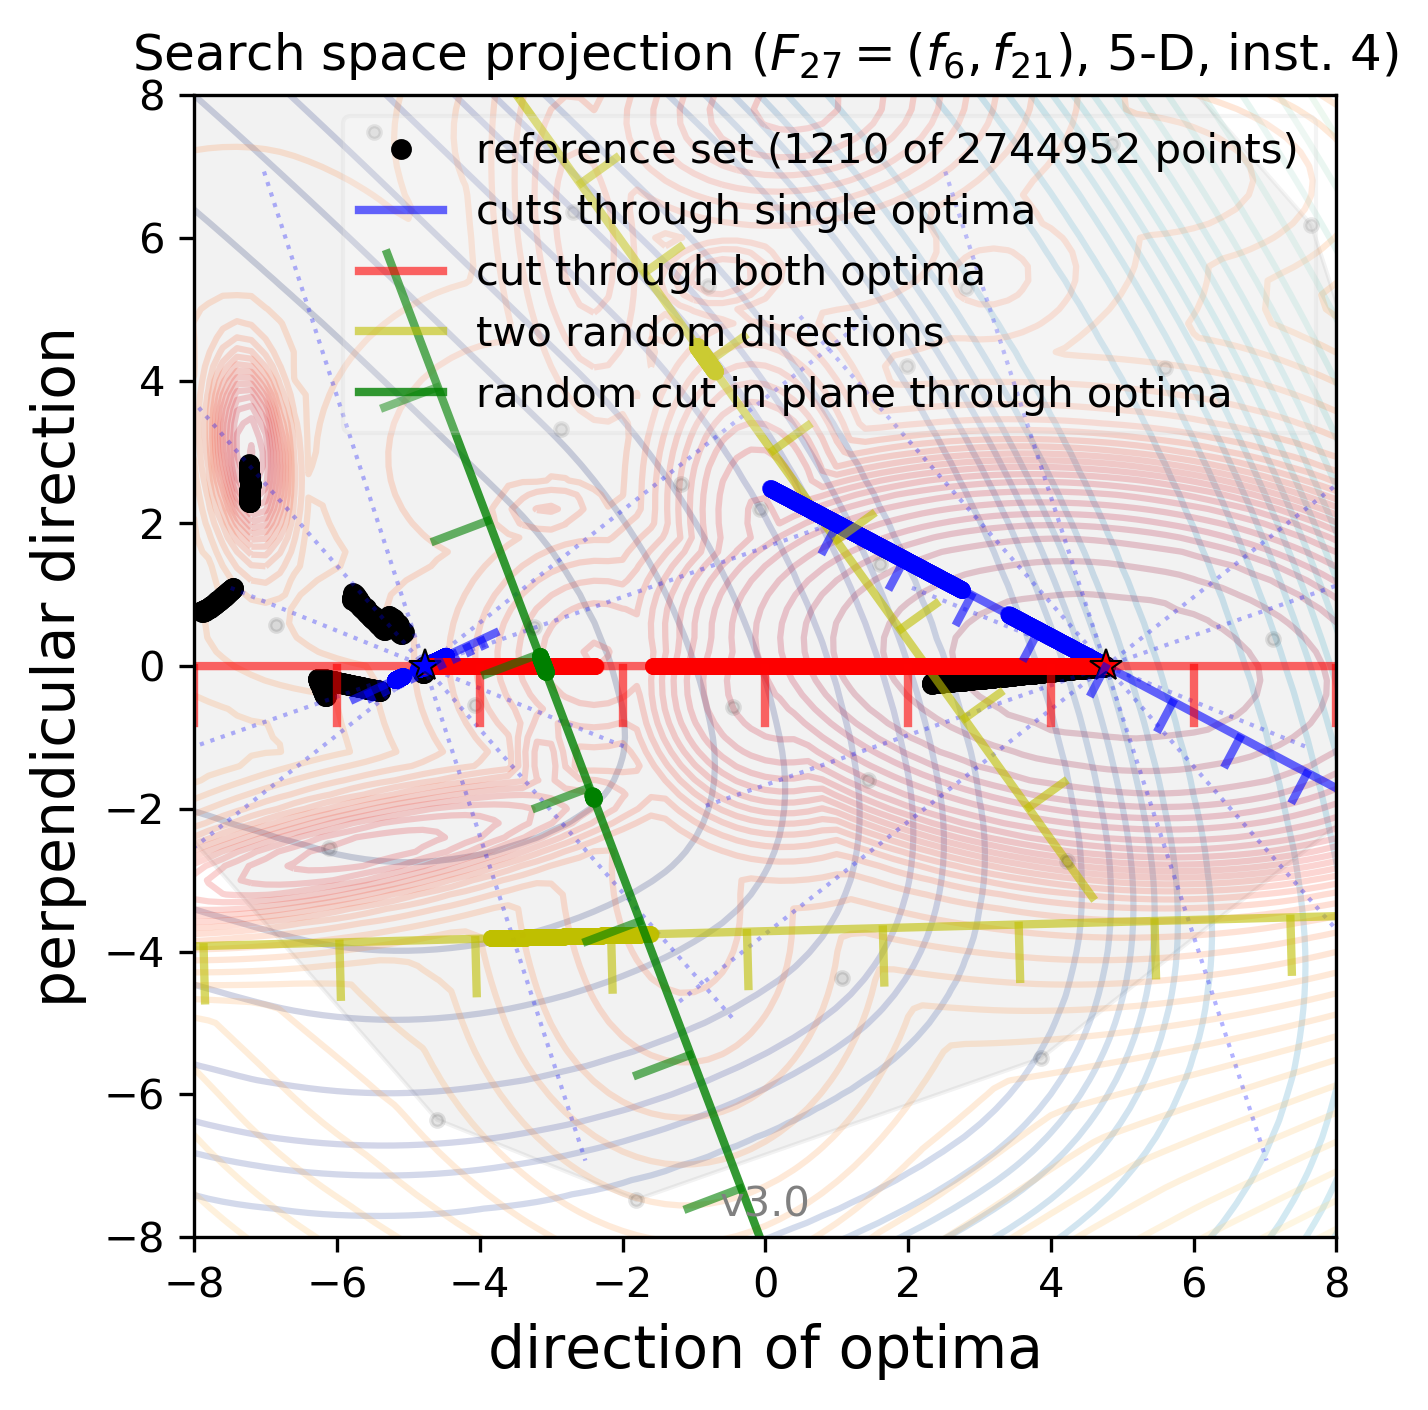 Search space projection (F27 = (f6, f21), 5-D, inst. 4)
reference set (1210 of 2744952 points)
cuts through single optima
cut through both optima
two random directions
random cut in plane through optima
perpendicular direction
8
6
4
2
0
−2
−4
−6
−8
v3.0
−8 −6 −4 −2 0 2 4 6 8
direction of optima